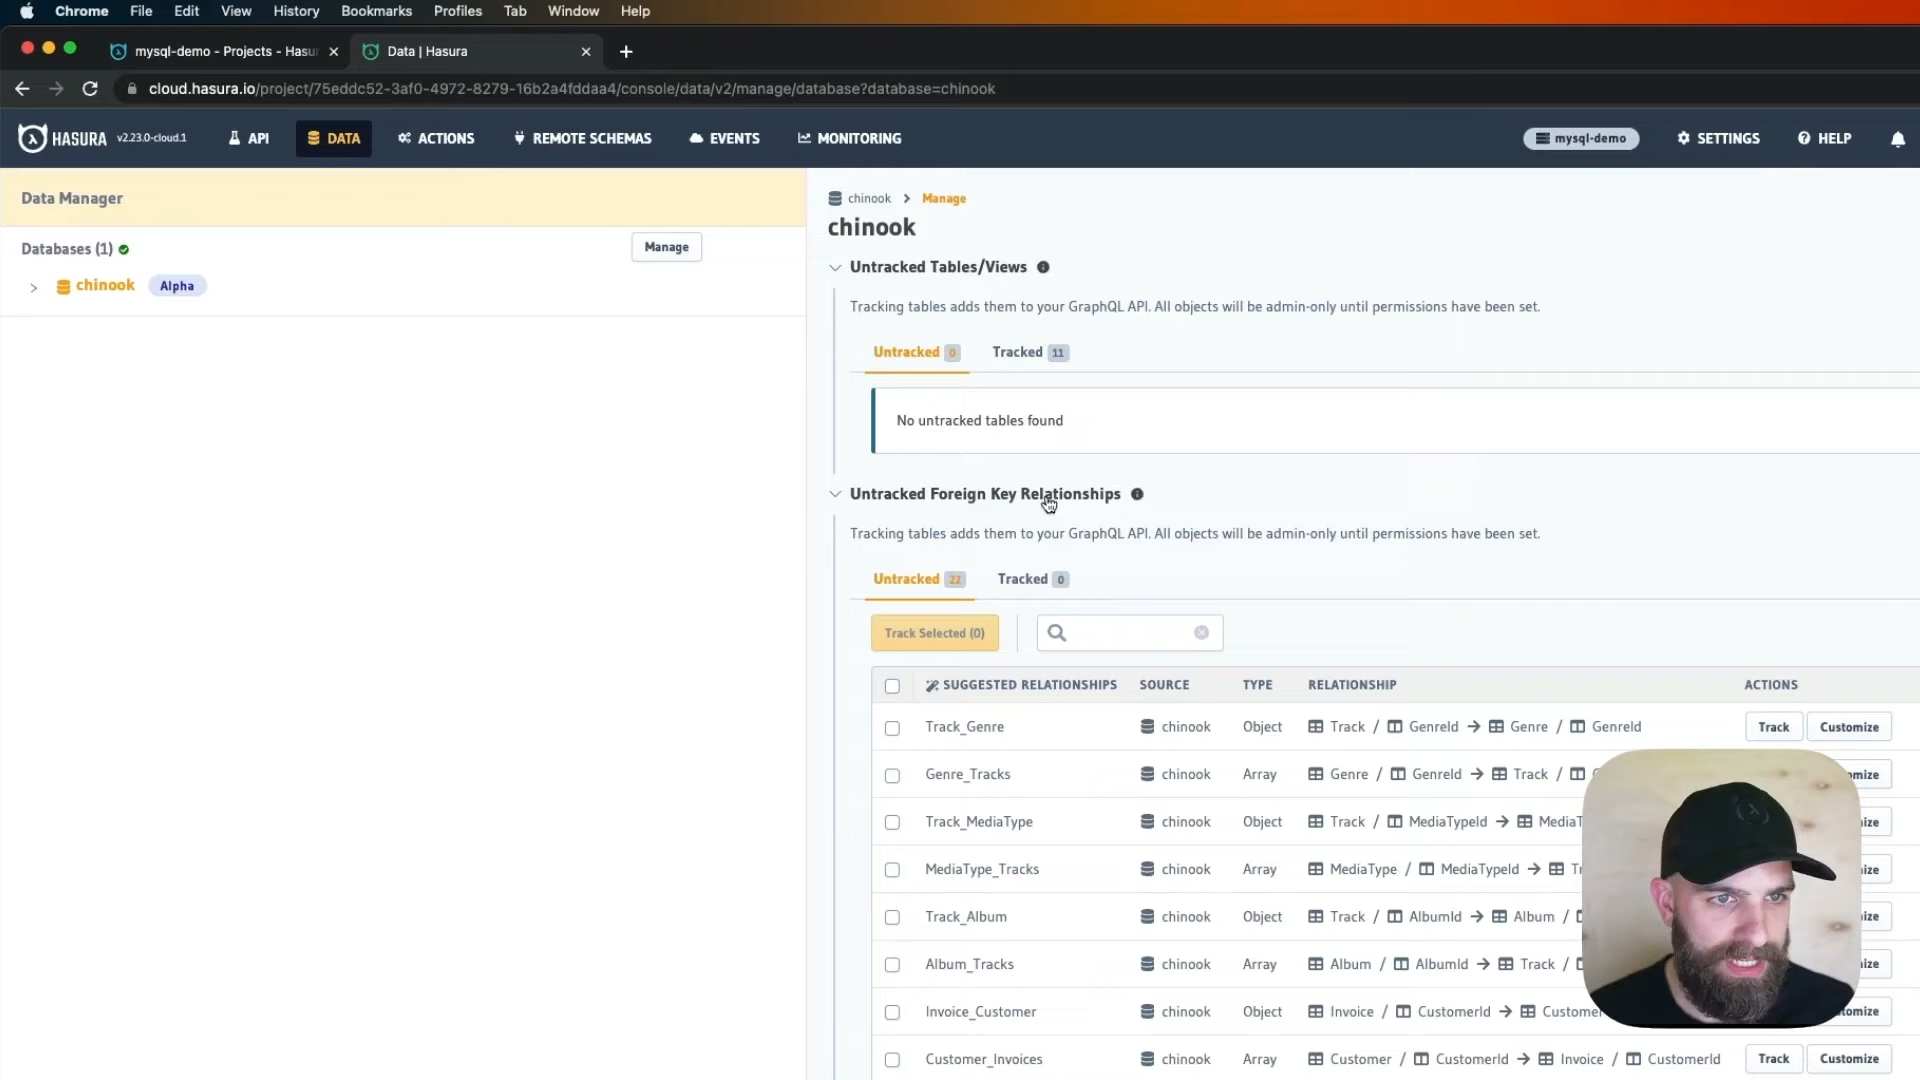 Chrome File Edit View History Bookmarks Profiles Tab Window Help
mysql-demo - Projects - Hasur
Data | Hasura
cloud.hasura.io/project/75eddc52-3af0-4972-8279-16b2a4fddaa4/console/data/v2/manage/database?database=chinook
HASURA v2.23.0-cloud.1 API DATA ACTIONS REMOTE SCHEMAS EVENTS MONITORING mysql-demo SETTINGS HELP
Data Manager
Databases (1) Manage
chinook Alpha
chinook > Manage
chinook
Untracked Tables/Views
Tracking tables adds them to your GraphQL API. All objects will be admin-only until permissions have been set.
Untracked 0 Tracked 11
No untracked tables found
Untracked Foreign Key Relationships
Tracking tables adds them to your GraphQL API. All objects will be admin-only until permissions have been set.
Untracked 22 Tracked 0
Track Selected (0)
SUGGESTED RELATIONSHIPS SOURCE TYPE RELATIONSHIP ACTIONS
Track_Genre chinook Object Track / GenreId → Genre / GenreId Track Customize
Genre_Tracks chinook Array Genre / GenreId → Track / omize
Track_MediaType chinook Object Track / MediaTypeId → MediaT ize
MediaType_Tracks chinook Array MediaType / MediaTypeId → Tr ize
Track_Album chinook Object Track / AlbumId → Album / ize
Album_Tracks chinook Array Album / AlbumId → Track / ize
Invoice_Customer chinook Object Invoice / CustomerId → Customer tomize
Customer_Invoices chinook Array Customer / CustomerId → Invoice / CustomerId Track Customize